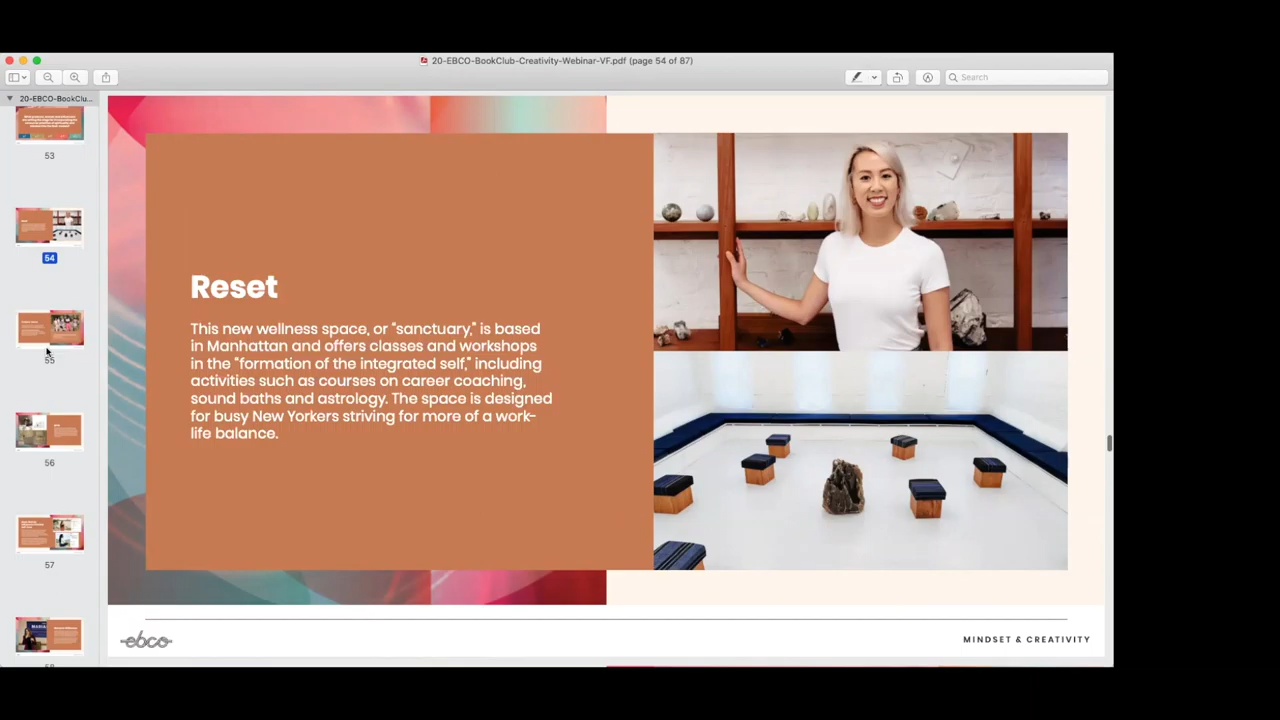 20-EBCO-BookClub-Creativity-Webinar-VF.pdf (page 54 of 87)
Search
20-EBCO-BookClu...
53
54
55
56
57
Reset
This new wellness space, or "sanctuary," is based
in Manhattan and offers classes and workshops
in the "formation of the integrated self," including
activities such as courses on career coaching,
sound baths and astrology. The space is designed
for busy New Yorkers striving for more of a work-
life balance.
ebco
MINDSET & CREATIVITY